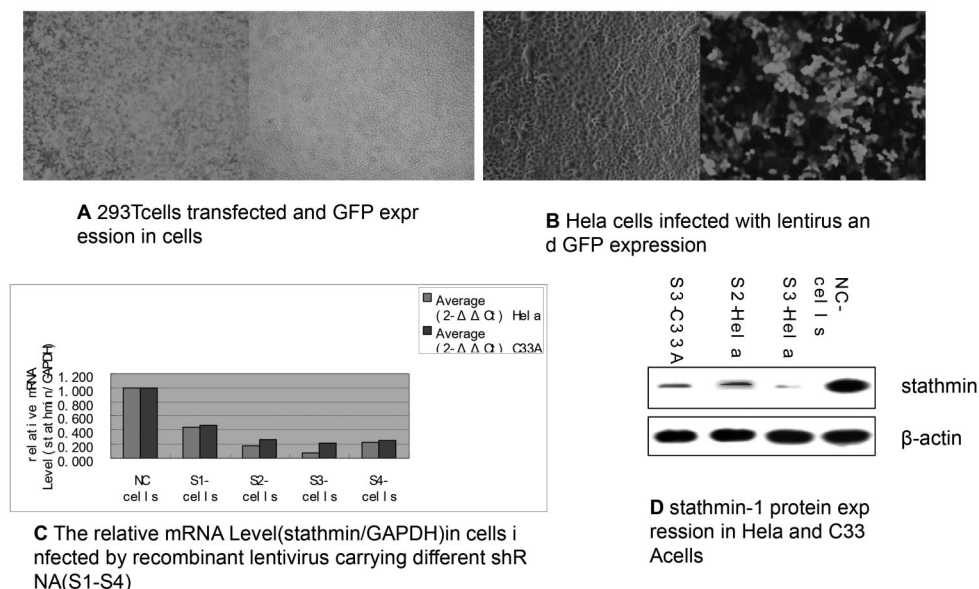 A 293Tcells transfected and GFP expr
ession in cells
B Hela cells infected with lentirus an
d GFP expression
relative mRNA
Level(stathmin/GAPDH)
1.200
1.000
0.800
0.600
0.400
0.200
0.000
NC
cells
S1-
cells
S2-
cells
S3-
cells
S4-
cells
Average
(2-ΔΔCt) Hela
Average
(2-ΔΔCt) C33A
C The relative mRNA Level(stathmin/GAPDH)in cells i
nfected by recombinant lentivirus carrying different shR
NA(S1-S4)
S3-C33A
S2-Hela
S3-Hela
NC-
cells
stathmin
β-actin
D stathmin-1 protein exp
ression in Hela and C33
Acells